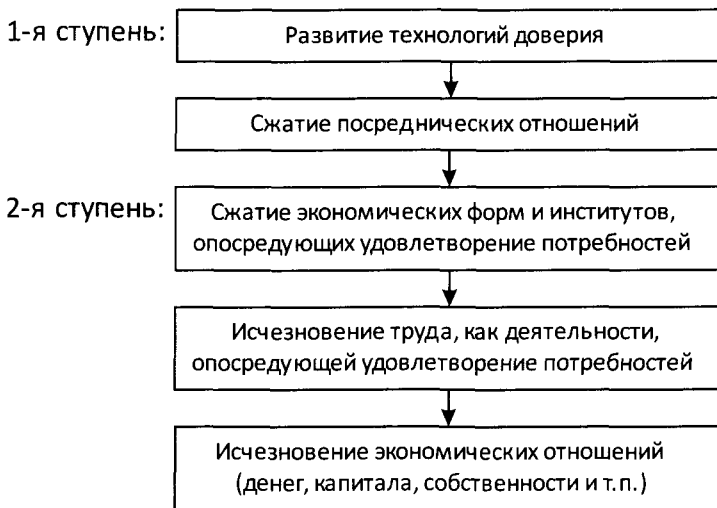 1-я ступень:
Развитие технологий доверия
Сжатие посреднических отношений
2-я ступень:
Сжатие экономических форм и институтов,
опосредующих удовлетворение потребностей
Исчезновение труда, как деятельности,
опосредующей удовлетворение потребностей
Исчезновение экономических отношений
(денег, капитала, собственности и т.п.)